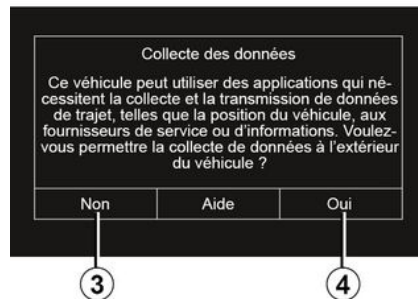 Collecte des données
Ce véhicule peut utiliser des applications qui né-
cessitent la collecte et la transmission de données
de trajet, telles que la position du véhicule, aux
fournisseurs de service ou d'informations. Voulez-
vous permettre la collecte de données à l'extérieur
du véhicule ?
Non Aide Oui
3 4